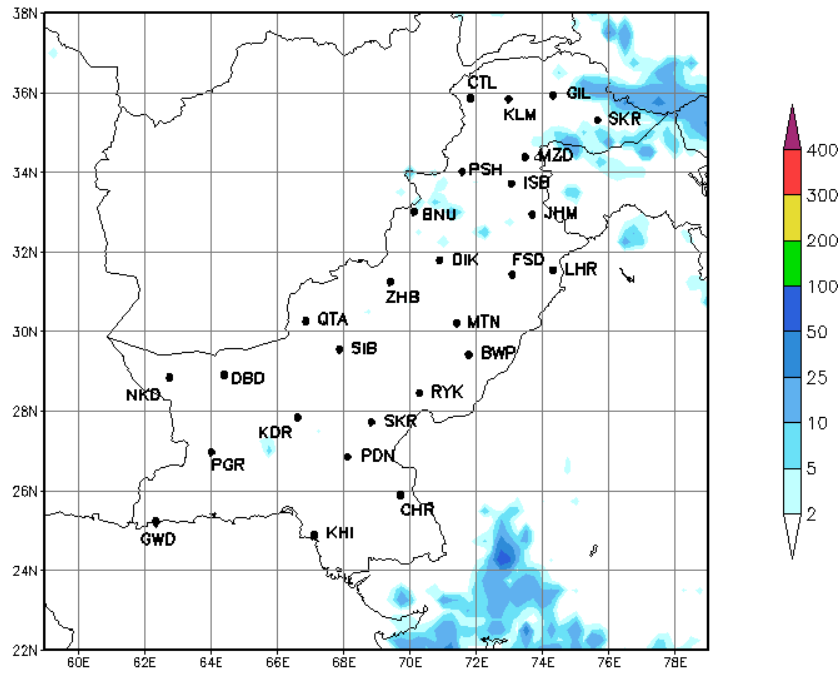 38N
36N
34N
32N
30N
28N
26N
24N
22N
CTL
GIL
KLM
SKR
MZD
PSH
ISB
BNU
JHM
DIK
FSD
LHR
ZHB
QTA
MTN
SIB
BWP
DBD
NKD
RYK
KDR
SKR
PDN
PGR
CHR
KHI
GWD
60E 62E 64E 66E 68E 70E 72E 74E 76E 78E
400
300
200
100
50
25
10
5
2